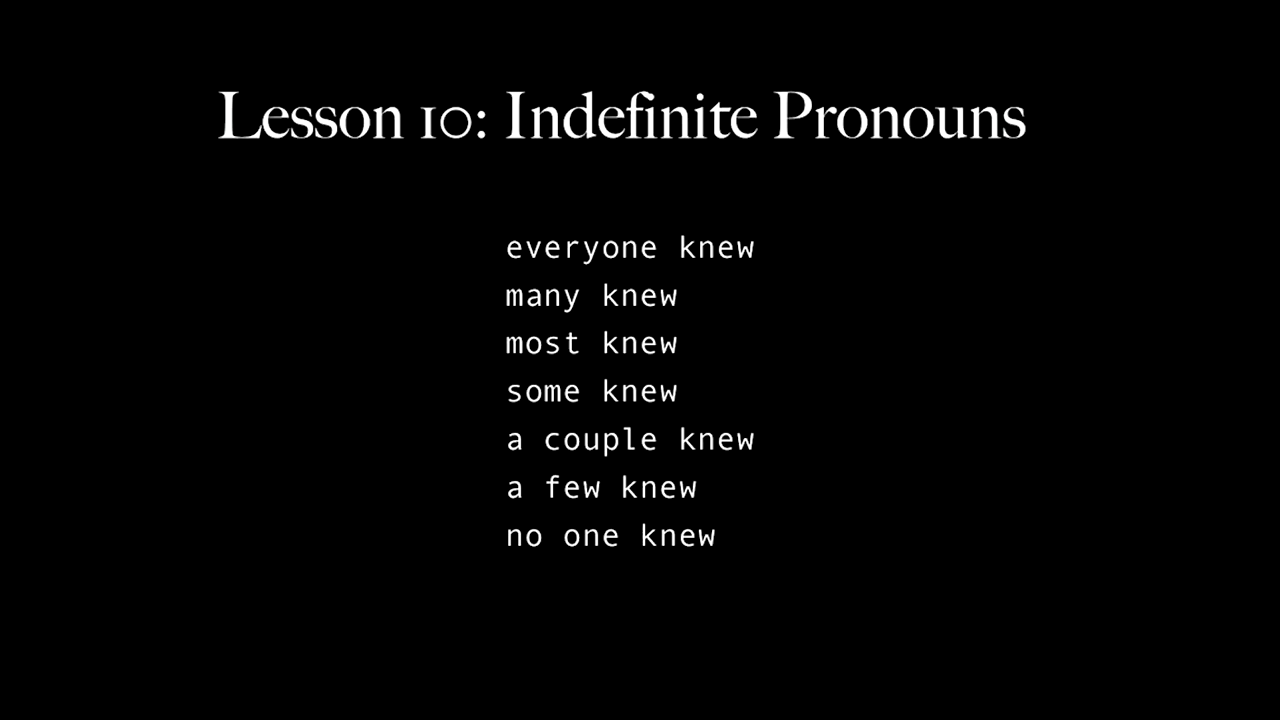 Lesson 10: Indefinite Pronouns
everyone knew
many knew
most knew
some knew
a couple knew
a few knew
no one knew